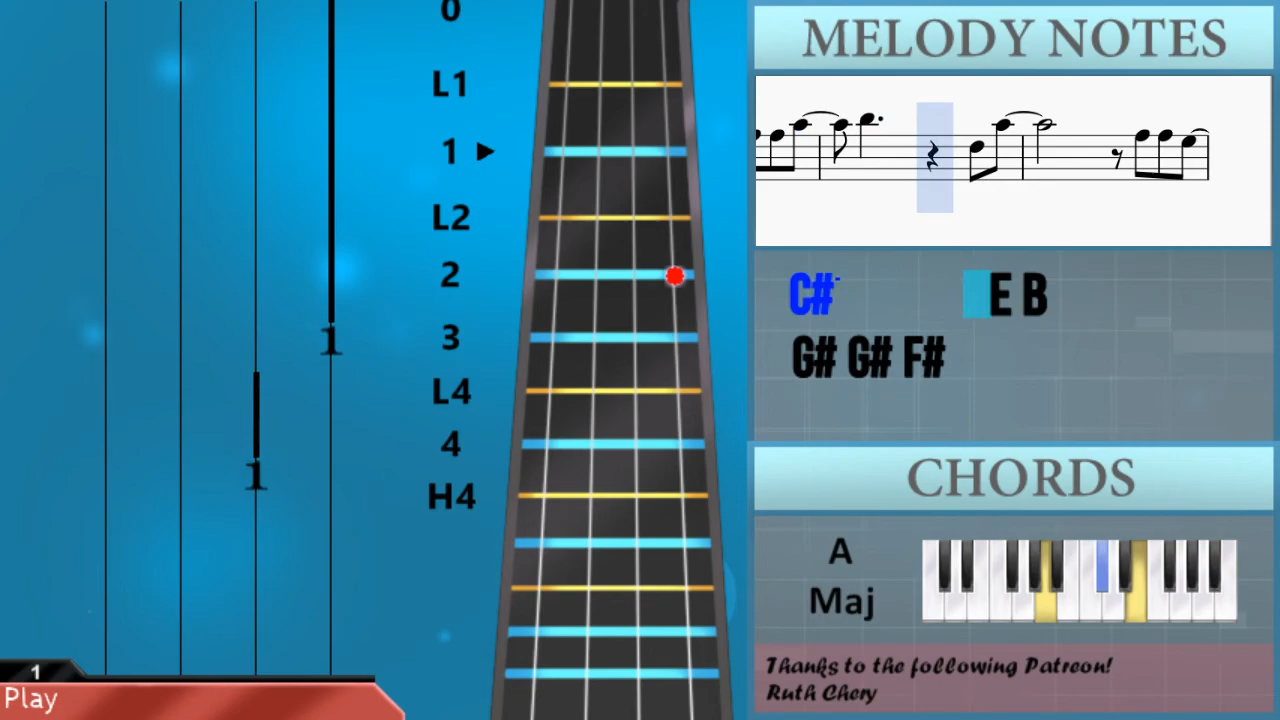 0
L1
1
L2
2
3
L4
4
H4
1
1
1
Play
MELODY NOTES
C#-
E B
G# G# F#
CHORDS
A
Maj
Thanks to the following Patreon!
Ruth Chery